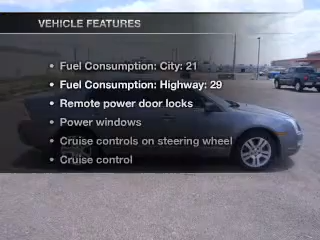 VEHICLE FEATURES
• Fuel Consumption: City: 21
• Fuel Consumption: Highway: 29
• Remote power door locks
• Power windows
• Cruise controls on steering wheel
• Cruise control